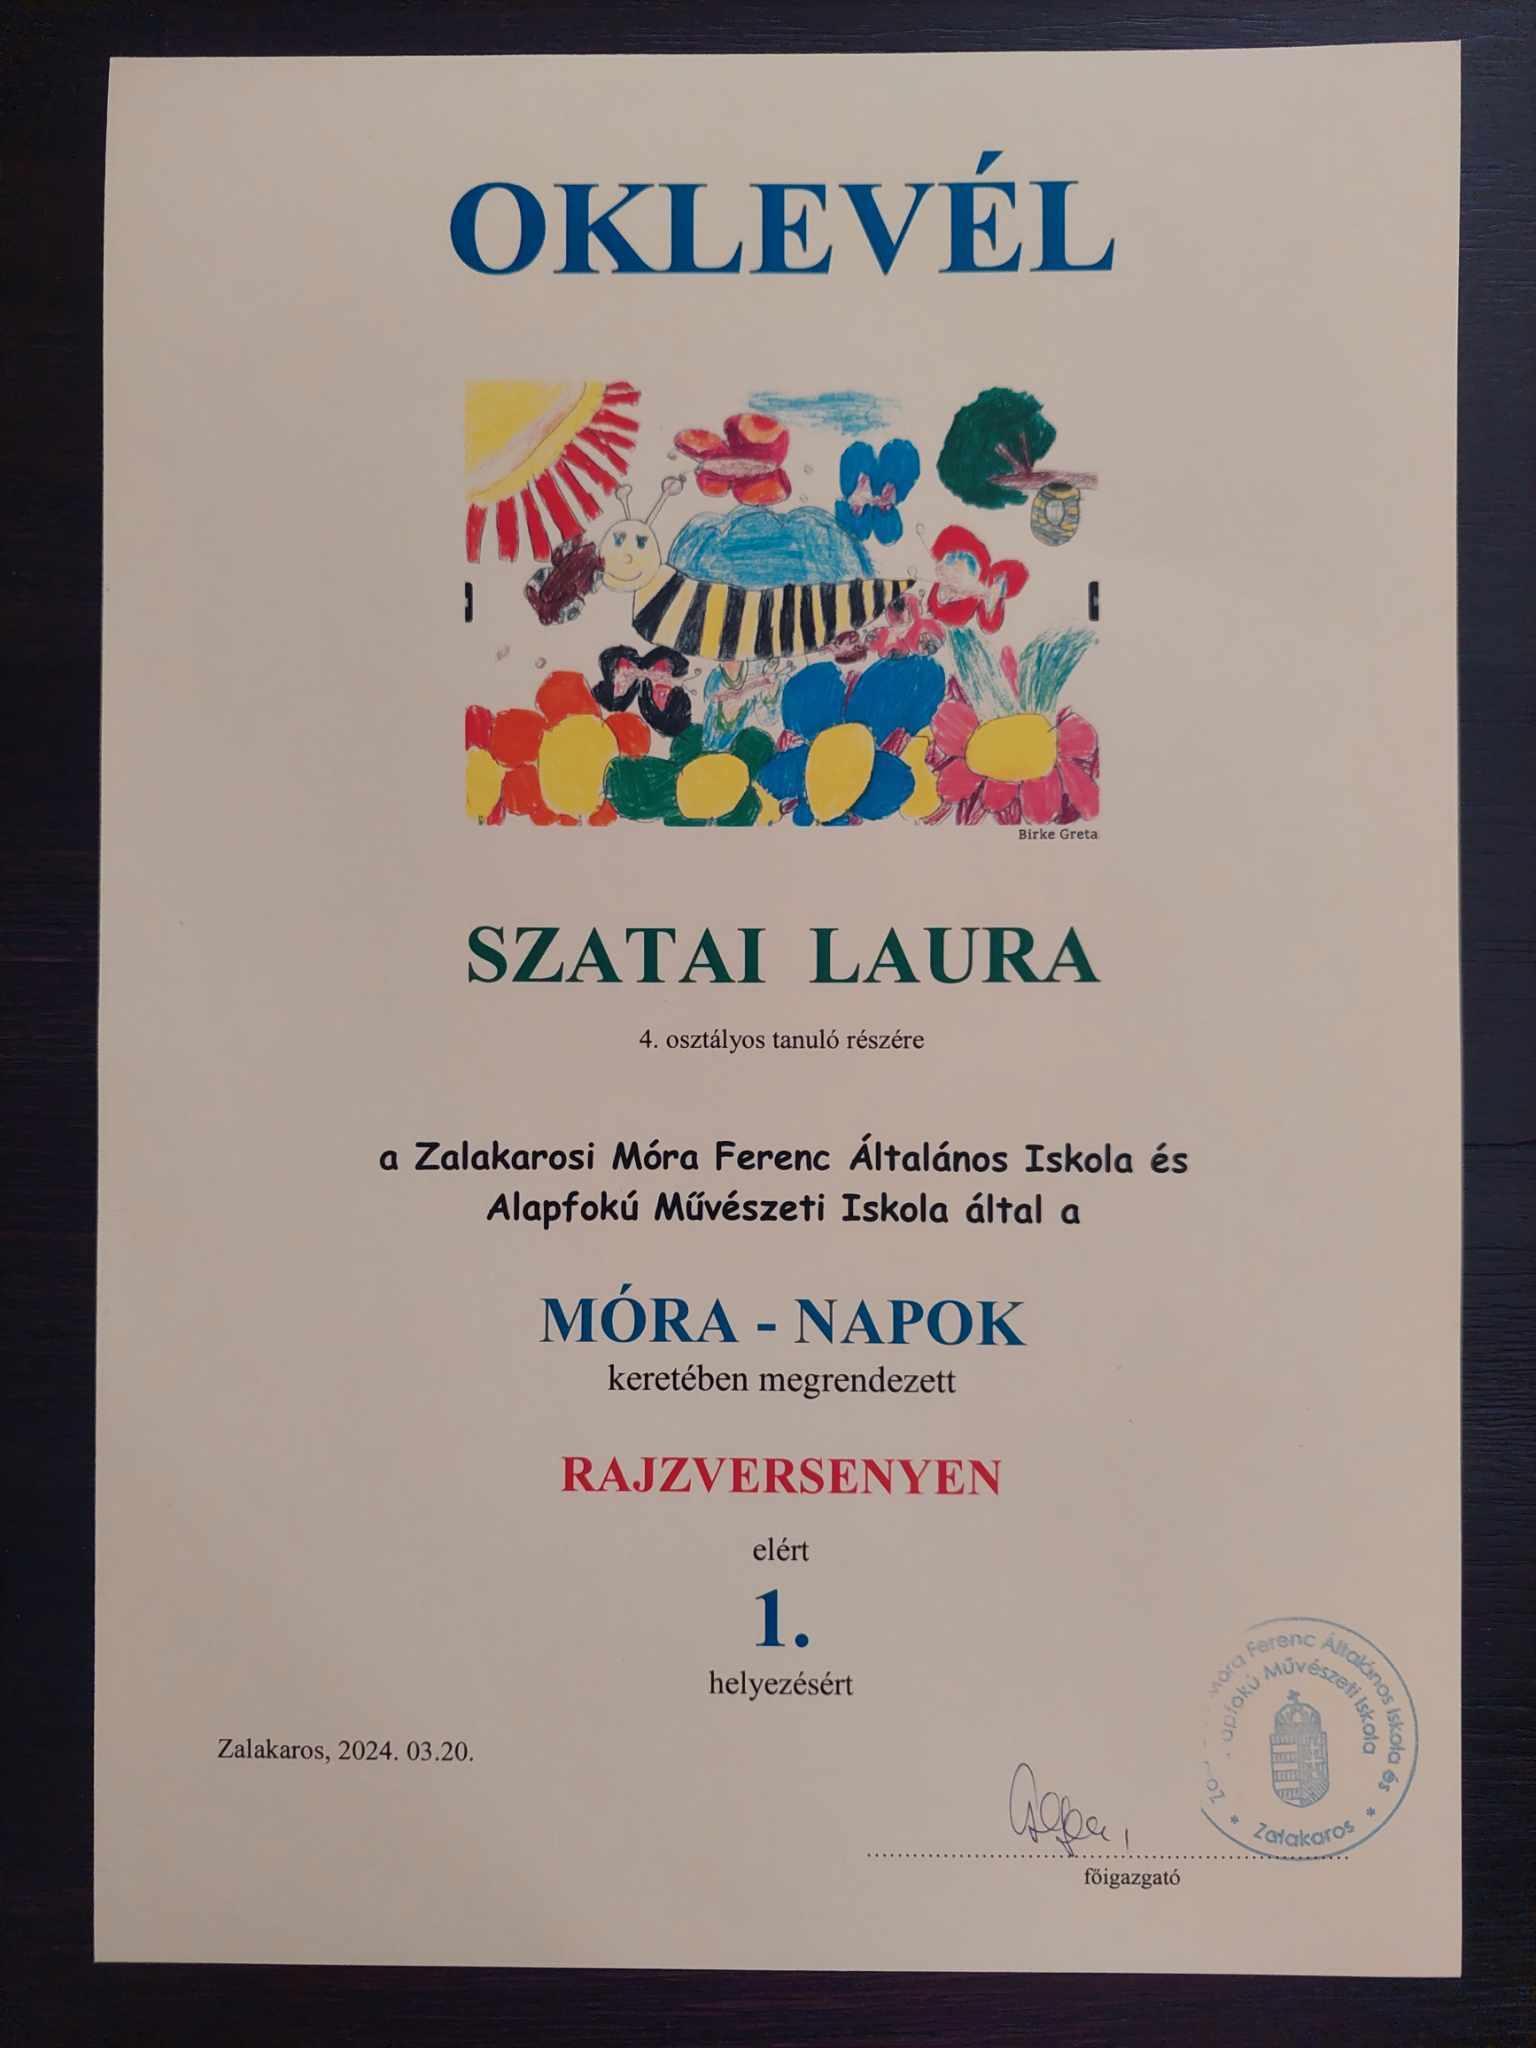 OKLEVÉL
Birke Greta
SZATAI LAURA
4. osztályos tanuló részére
a Zalakarosi Móra Ferenc Általános Iskola és
Alapfokú Művészeti Iskola által a
MÓRA - NAPOK
keretében megrendezett
RAJZVERSENYEN
elért
1.
helyezésért
Zalakaros, 2024. 03.20.
Móra Ferenc Általános Iskola és
Művészeti Iskola
* Zalakaros *
főigazgató